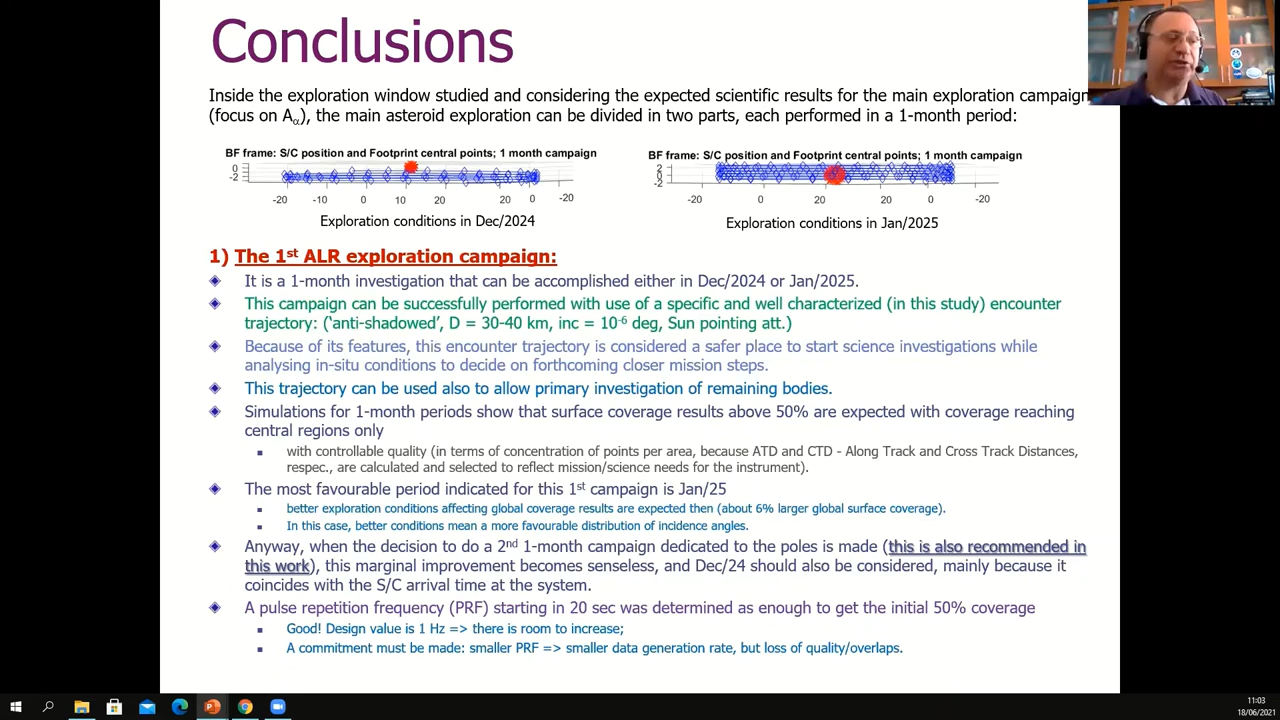 Conclusions
Inside the exploration window studied and considering the expected scientific results for the main exploration campaign
(focus on Aα), the main asteroid exploration can be divided in two parts, each performed in a 1-month period:
BF frame: S/C position and Footprint central points; 1 month campaign
0
-2
-20 -10 0 10 20 20 0 -20
Exploration conditions in Dec/2024
BF frame: S/C position and Footprint central points; 1 month campaign
2
0
-2
-20 0 20 20 0 -20
Exploration conditions in Jan/2025
1) The 1st ALR exploration campaign:
It is a 1-month investigation that can be accomplished either in Dec/2024 or Jan/2025.
This campaign can be successfully performed with use of a specific and well characterized (in this study) encounter
trajectory: ('anti-shadowed', D = 30-40 km, inc = 10-6 deg, Sun pointing att.)
Because of its features, this encounter trajectory is considered a safer place to start science investigations while
analysing in-situ conditions to decide on forthcoming closer mission steps.
This trajectory can be used also to allow primary investigation of remaining bodies.
Simulations for 1-month periods show that surface coverage results above 50% are expected with coverage reaching
central regions only
with controllable quality (in terms of concentration of points per area, because ATD and CTD - Along Track and Cross Track Distances,
respec., are calculated and selected to reflect mission/science needs for the instrument).
The most favourable period indicated for this 1st campaign is Jan/25
better exploration conditions affecting global coverage results are expected then (about 6% larger global surface coverage).
In this case, better conditions mean a more favourable distribution of incidence angles.
Anyway, when the decision to do a 2nd 1-month campaign dedicated to the poles is made (this is also recommended in
this work), this marginal improvement becomes senseless, and Dec/24 should also be considered, mainly because it
coincides with the S/C arrival time at the system.
A pulse repetition frequency (PRF) starting in 20 sec was determined as enough to get the initial 50% coverage
Good! Design value is 1 Hz => there is room to increase;
A commitment must be made: smaller PRF => smaller data generation rate, but loss of quality/overlaps.
11:03
18/06/2021